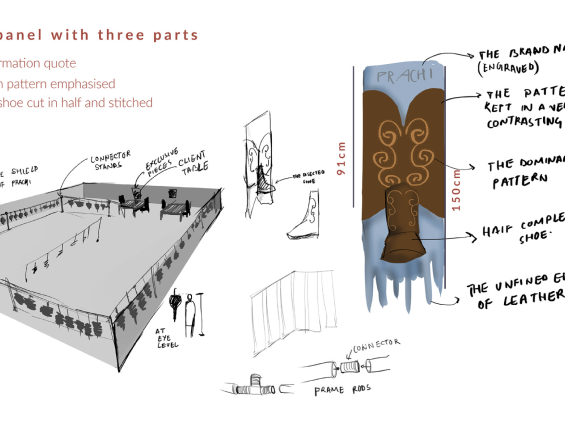 panel with three parts
rmation quote
n pattern emphasised
shoe cut in half and stitched
E SHIELD
OF PRACHI
CONNECTOR
STANDS
EXCLUSIVE
PIECES
CLIENT
TABLE
THE DISECTED
SHOE
AT
EYE
LEVEL
CONNECTOR
FRAME RODS
91cm
150cm
PRACHI
THE BRAND NA
(ENGRAVED)
THE PATTE
KEPT IN A VE
CONTRASTING
THE DOMINA
PATTERN
HALF COMPLE
SHOE.
THE UNFINED E
OF LEATHER